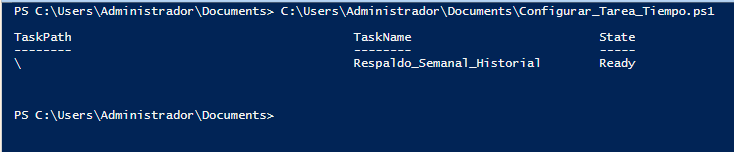 PS C:\Users\Administrador\Documents> C:\Users\Administrador\Documents\Configurar_Tarea_Tiempo.ps1
TaskPath TaskName State
-------- -------- -----
\ Respaldo_Semanal_Historial Ready
PS C:\Users\Administrador\Documents>